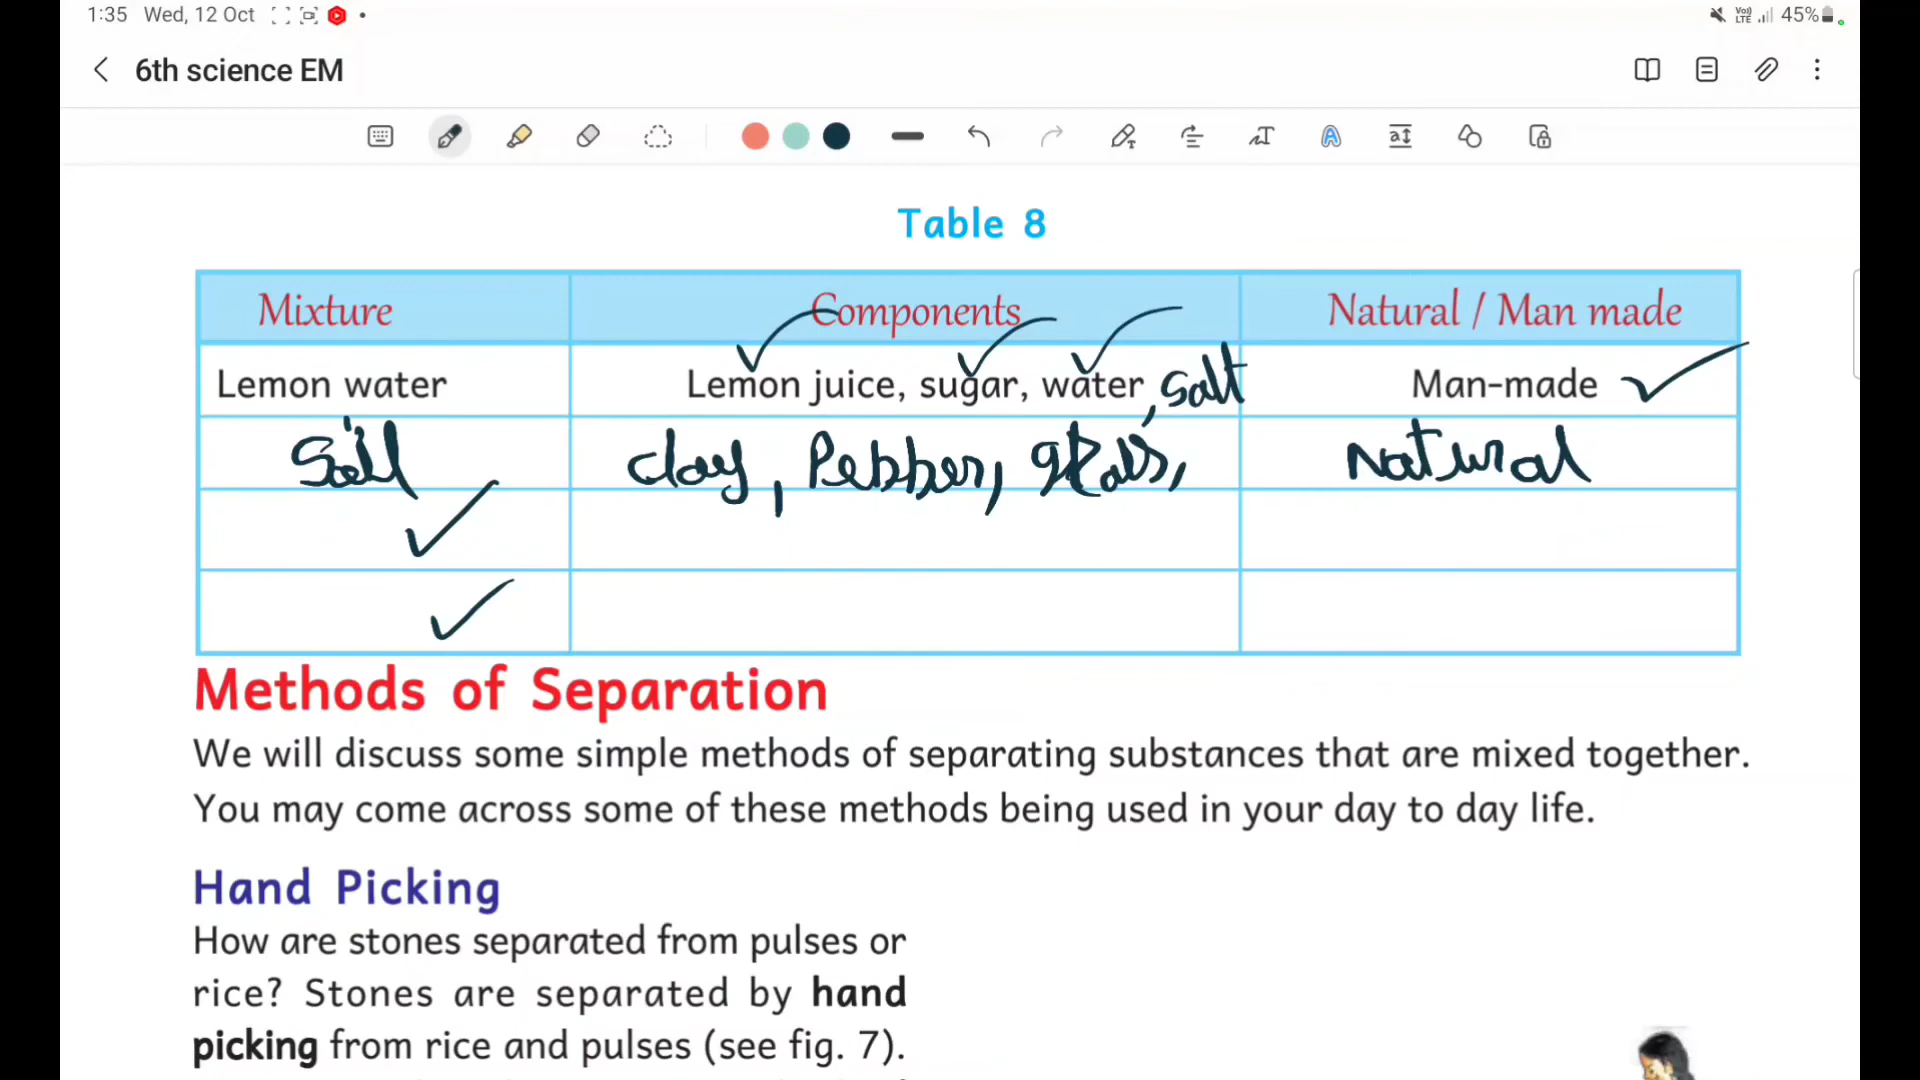 1:35 Wed, 12 Oct
45%
6th science EM
Table 8
Mixture Components Natural / Man made
Lemon water Lemon juice, sugar, water , salt Man-made
Soil clay, Pebber, Natural
Methods of Separation
We will discuss some simple methods of separating substances that are mixed together.
You may come across some of these methods being used in your day to day life.
Hand Picking
How are stones separated from pulses or
rice? Stones are separated by hand
picking from rice and pulses (see fig. 7).